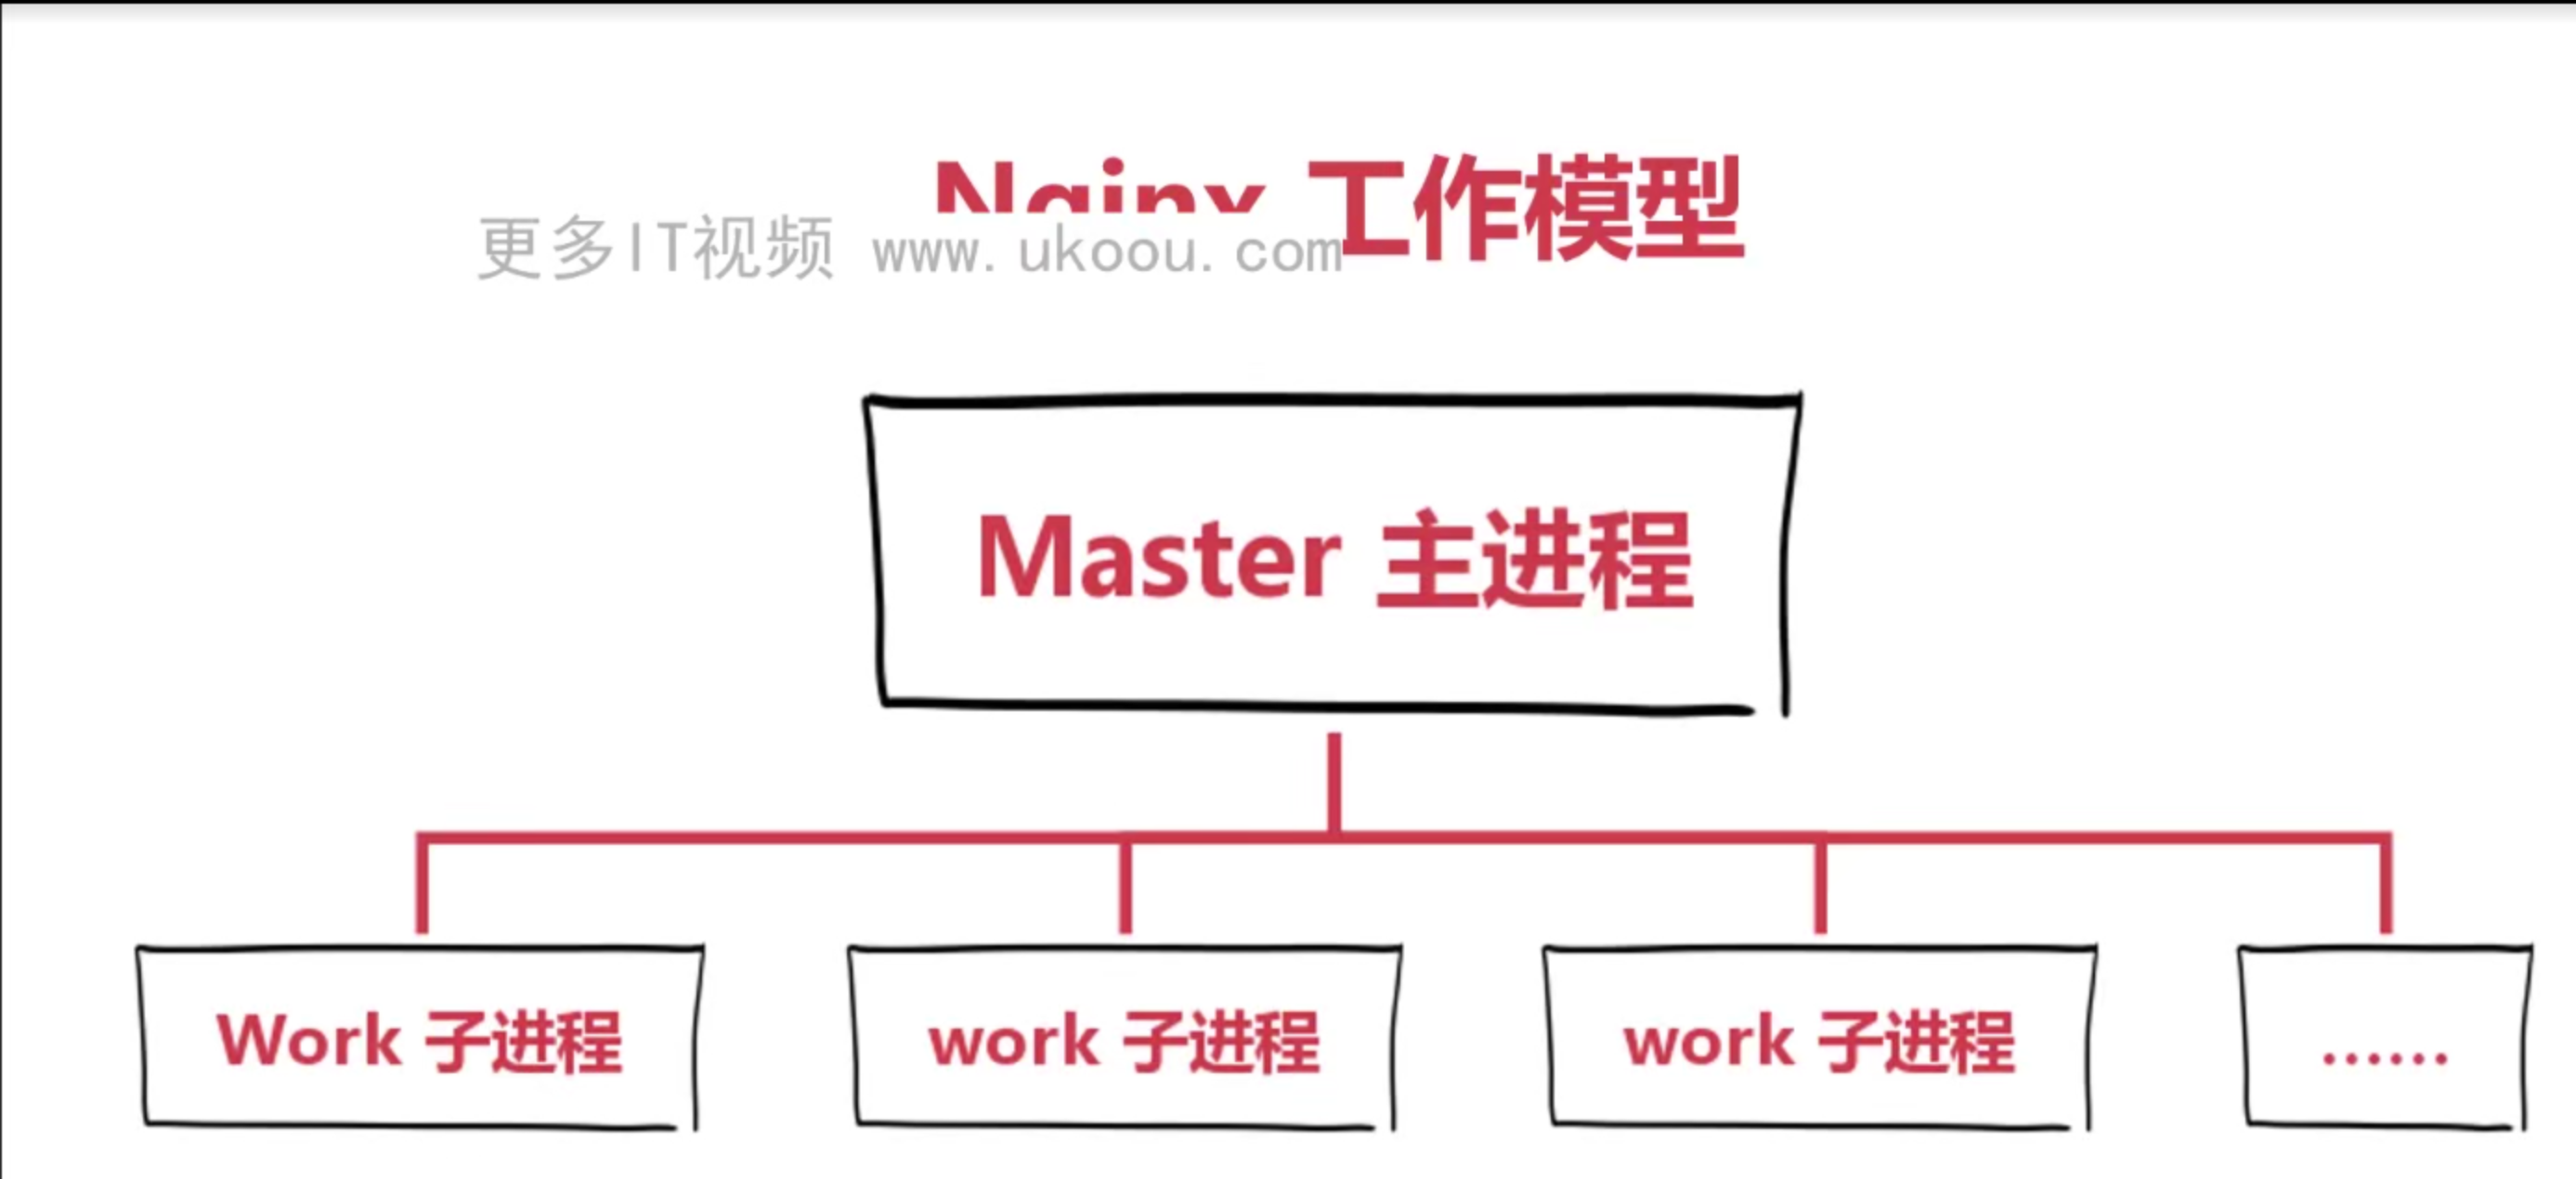 Nginx 工作模型
更多IT视频 www.ukoou.com
Master 主进程
Work 子进程
work 子进程
work 子进程
......